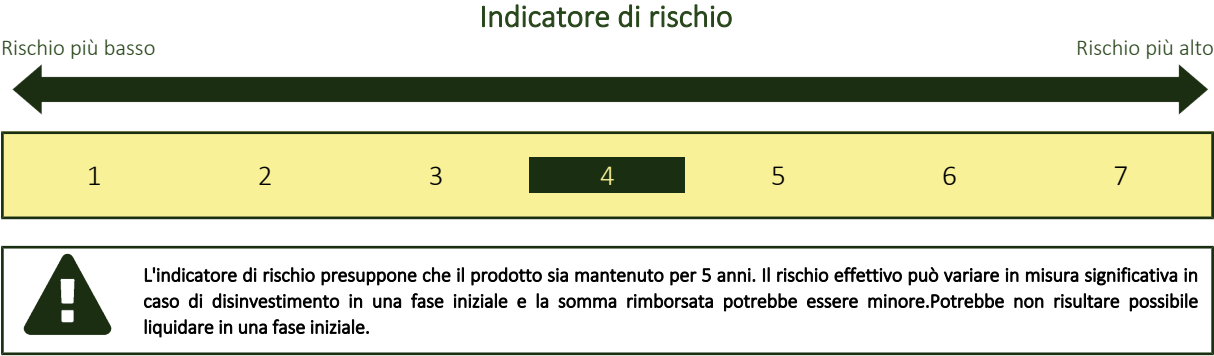 Indicatore di rischio
Rischio più basso Rischio più alto
1 2 3 4 5 6 7
L'indicatore di rischio presuppone che il prodotto sia mantenuto per 5 anni. Il rischio effettivo può variare in misura significativa in
caso di disinvestimento in una fase iniziale e la somma rimborsata potrebbe essere minore.Potrebbe non risultare possibile
liquidare in una fase iniziale.